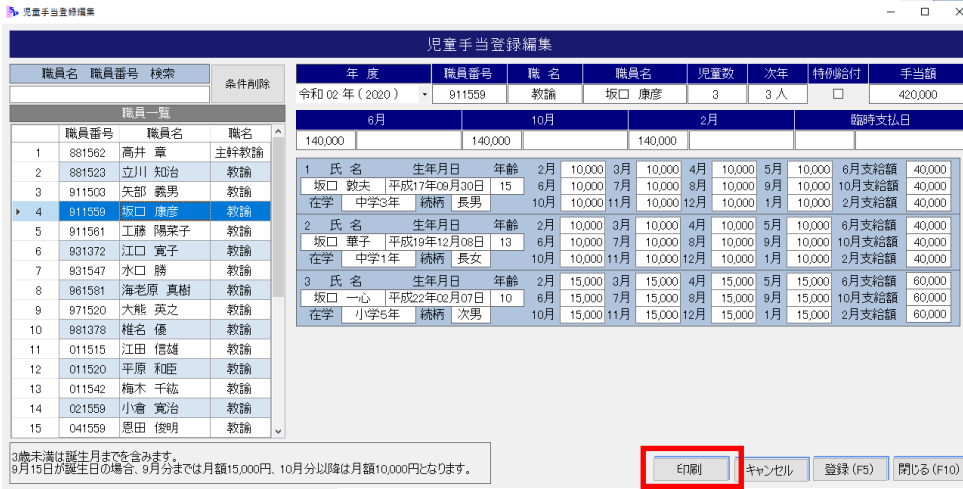 児童手当登録編集
児童手当登録編集
職員名 職員番号 検索 条件削除
職員一覧
職員番号 職員名 職名
1 881562 高井 章 主幹教諭
2 881523 立川 知治 教諭
3 911503 矢部 義男 教諭
4 911559 坂口 康彦 教諭
5 911561 工藤 陽菜子 教諭
6 931372 江口 寛子 教諭
7 931547 水口 勝 教諭
8 961581 海老原 真樹 教諭
9 971520 大熊 英之 教諭
10 981378 椎名 優 教諭
11 011515 江田 信雄 教諭
12 011520 平原 和臣 教諭
13 011542 梅木 千紘 教諭
14 021559 小倉 寛治 教諭
15 041559 恩田 俊明 教諭
年 度 職員番号 職 名 職員名 児童数 次年 特例給付 手当額
令和 02 年 ( 2020 ) 911559 教諭 坂口 康彦 3 3 人 420,000
6月 10月 2月 臨時支払日
140,000 140,000 140,000
1 氏 名 生年月日 年齢 2月 10,000 3月 10,000 4月 10,000 5月 10,000 6月支給額 40,000
坂口 敦夫 平成17年09月30日 15 6月 10,000 7月 10,000 8月 10,000 9月 10,000 10月支給額 40,000
在学 中学3年 続柄 長男 10月 10,000 11月 10,000 12月 10,000 1月 10,000 2月支給額 40,000
2 氏 名 生年月日 年齢 2月 10,000 3月 10,000 4月 10,000 5月 10,000 6月支給額 40,000
坂口 華子 平成19年12月08日 13 6月 10,000 7月 10,000 8月 10,000 9月 10,000 10月支給額 40,000
在学 中学1年 続柄 長女 10月 10,000 11月 10,000 12月 10,000 1月 10,000 2月支給額 40,000
3 氏 名 生年月日 年齢 2月 15,000 3月 15,000 4月 15,000 5月 15,000 6月支給額 60,000
坂口 一心 平成22年02月07日 10 6月 15,000 7月 15,000 8月 15,000 9月 15,000 10月支給額 60,000
在学 小学5年 続柄 次男 10月 15,000 11月 15,000 12月 15,000 1月 15,000 2月支給額 60,000
3歳未満は誕生月までを含みます。
9月15日が誕生日の場合、9月分までは月額15,000円、10月分以降は月額10,000円となります。
印刷 キャンセル 登録 (F5) 閉じる (F10)